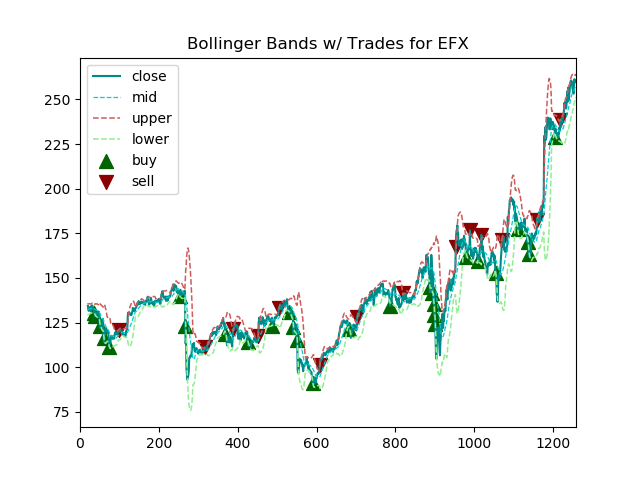 Bollinger Bands w/ Trades for EFX
close
mid
upper
lower
buy
sell
250
225
200
175
150
125
100
75
0 200 400 600 800 1000 1200